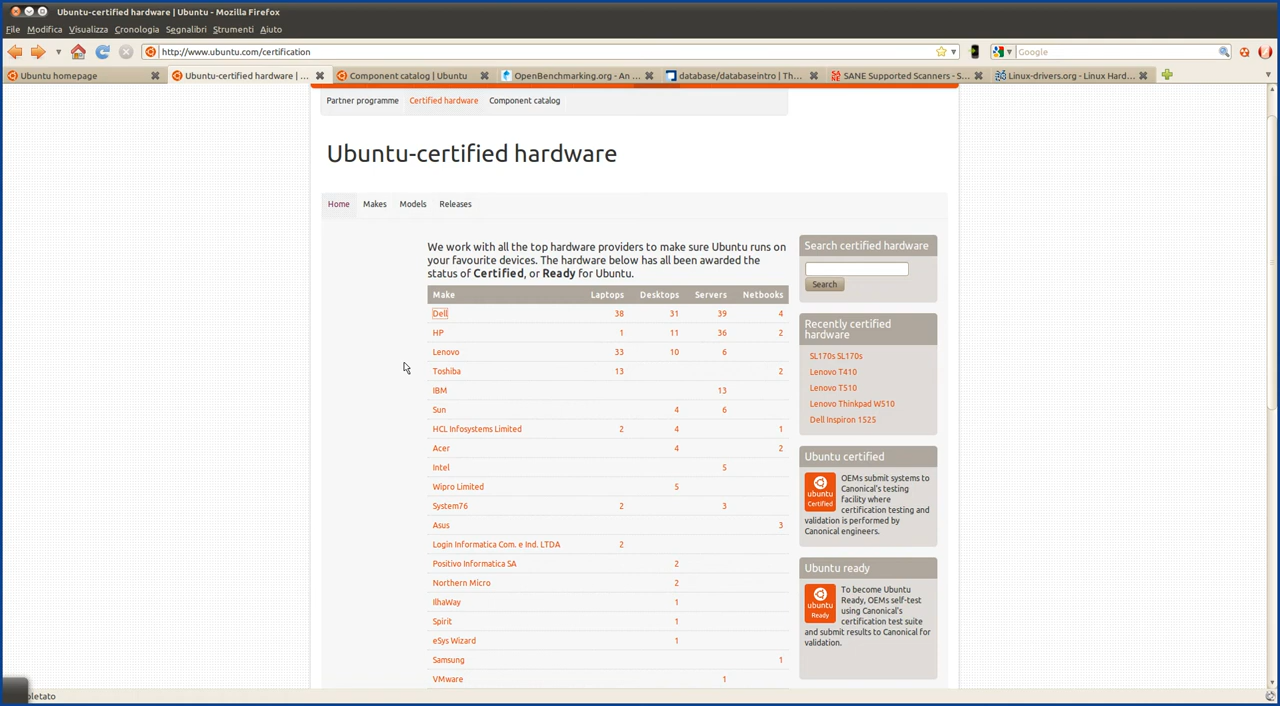 Ubuntu-certified hardware | Ubuntu - Mozilla Firefox
File Modifica Visualizza Cronologia Segnalibri Strumenti Aiuto
http://www.ubuntu.com/certification
Google
Ubuntu homepage
Ubuntu-certified hardware | ...
Component catalog | Ubuntu
OpenBenchmarking.org - An ...
database/databaseintro | Th...
SANE Supported Scanners - S...
Linux-drivers.org - Linux Hard...
Partner programme Certified hardware Component catalog
Ubuntu-certified hardware
Home Makes Models Releases
We work with all the top hardware providers to make sure Ubuntu runs on
your favourite devices. The hardware below has all been awarded the
status of Certified, or Ready for Ubuntu.
Make Laptops Desktops Servers Netbooks
Dell 38 31 39 4
HP 1 11 36 2
Lenovo 33 10 6
Toshiba 13 2
IBM 13
Sun 4 6
HCL Infosystems Limited 2 4 1
Acer 4 2
Intel 5
Wipro Limited 5
System76 2 3
Asus 3
Login Informatica Com. e Ind. LTDA 2
Positivo Informatica SA 2
Northern Micro 2
IlhaWay 1
Spirit 1
eSys Wizard 1
Samsung 1
VMware 1
Search certified hardware
Search
Recently certified
hardware
SL170s SL170s
Lenovo T410
Lenovo T510
Lenovo Thinkpad W510
Dell Inspiron 1525
Ubuntu certified
ubuntu
Certified
OEMs submit systems to
Canonical's testing
facility where
certification testing and
validation is performed by
Canonical engineers.
Ubuntu ready
ubuntu
Ready
To become Ubuntu
Ready, OEMs self-test
using Canonical's
certification test suite
and submit results to Canonical for
validation.
pletato